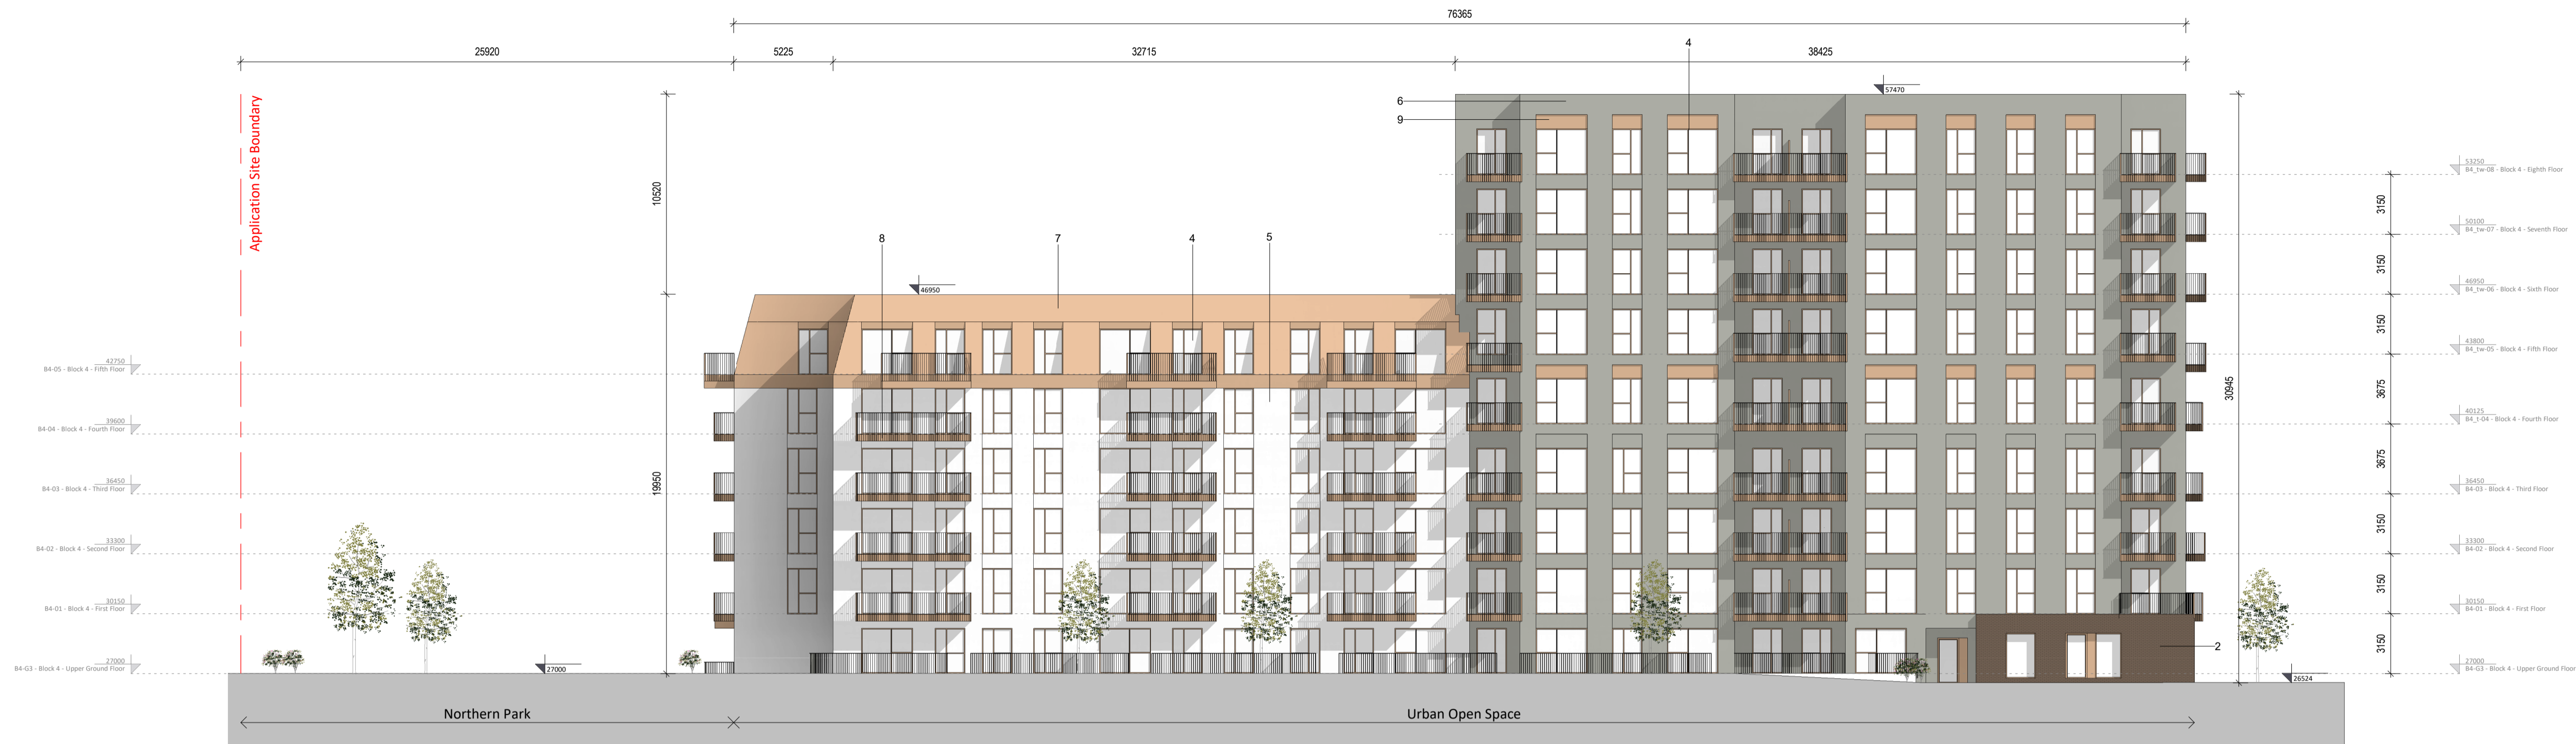 76365
25920
5225
32715
4
38425
57470
6
9
Application Site Boundary
10520
53250
B4_tw-08 - Block 4 - Eighth Floor
3150
50100
B4_tw-07 - Block 4 - Seventh Floor
8
7
4
5
3150
46950
46950
B4_tw-06 - Block 4 - Sixth Floor
3150
43800
B4_tw-05 - Block 4 - Fifth Floor
42750
B4-05 - Block 4 - Fifth Floor
3675
30945
40125
B4_t-04 - Block 4 - Fourth Floor
39600
B4-04 - Block 4 - Fourth Floor
3675
19950
36450
B4-03 - Block 4 - Third Floor
36450
B4-03 - Block 4 - Third Floor
3150
33300
B4-02 - Block 4 - Second Floor
33300
B4-02 - Block 4 - Second Floor
3150
30150
B4-01 - Block 4 - First Floor
30150
B4-01 - Block 4 - First Floor
3150
2
27000
B4-G3 - Block 4 - Upper Ground Floor
27000
27000
B4-G3 - Block 4 - Upper Ground Floor
26524
Northern Park
Urban Open Space